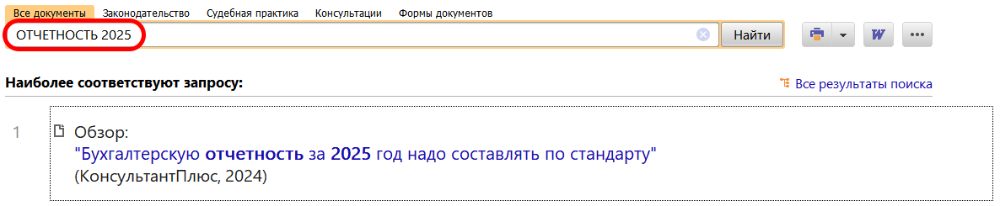 Все документы Законодательство Судебная практика Консультации Формы документов
ОТЧЕТНОСТЬ 2025 Найти W
Наиболее соответствуют запросу: Все результаты поиска
1 Обзор:
"Бухгалтерскую отчетность за 2025 год надо составлять по стандарту"
(КонсультантПлюс, 2024)